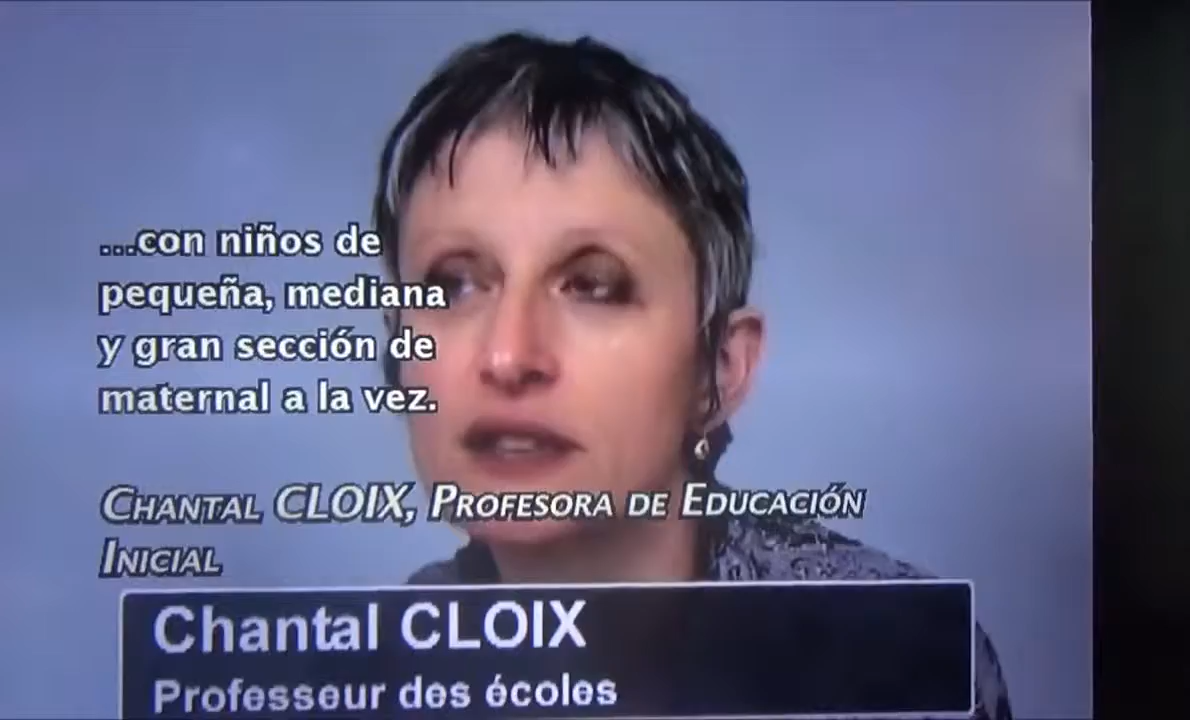 ...con niños de
pequeña, mediana
y gran sección de
maternal a la vez.
CHANTAL CLOIX, PROFESORA DE EDUCACIÓN
INICIAL
Chantal CLOIX
Professeur des écoles